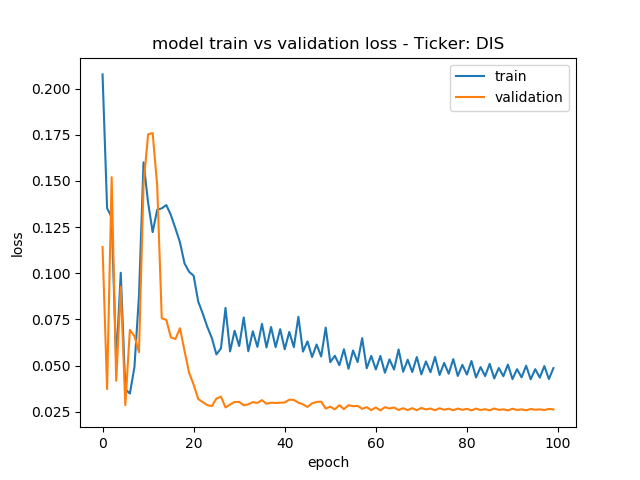 model train vs validation loss - Ticker: DIS
train
validation
0.200
0.175
0.150
0.125
0.100
0.075
0.050
0.025
loss
0
20
40
60
80
100
epoch